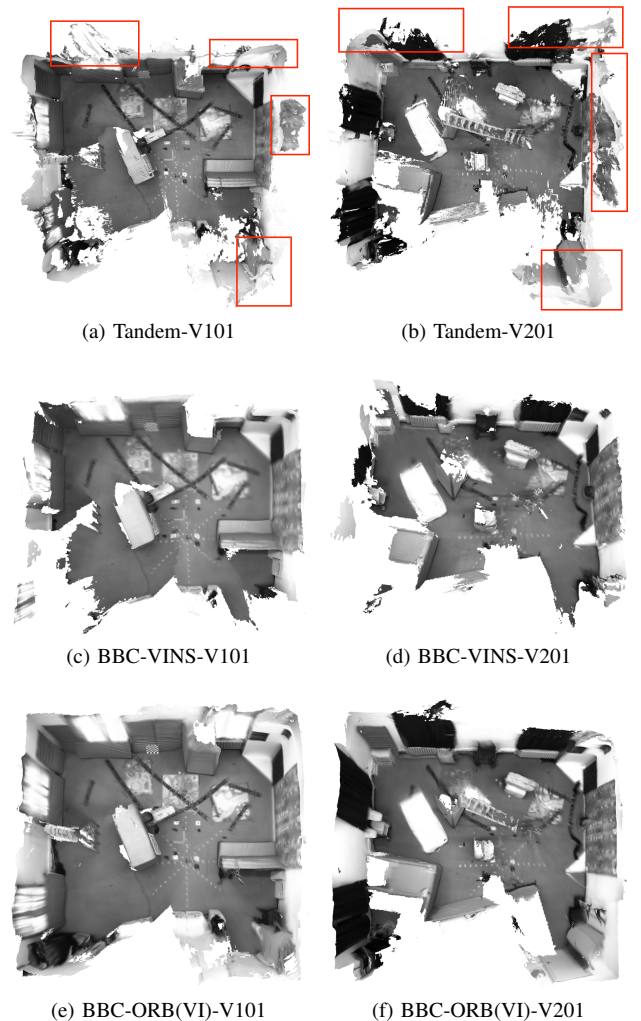 (a) Tandem-V101
(b) Tandem-V201
(c) BBC-VINS-V101
(d) BBC-VINS-V201
(e) BBC-ORB(VI)-V101
(f) BBC-ORB(VI)-V201